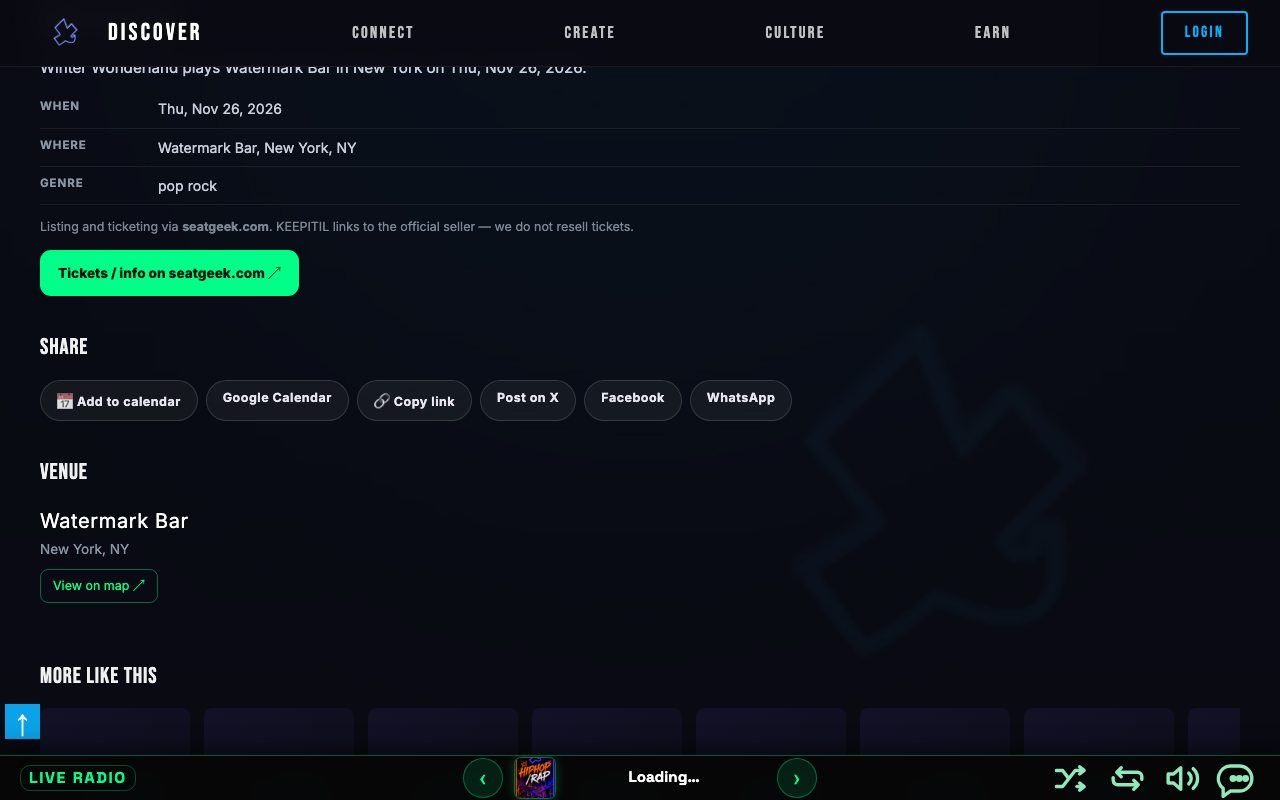 DISCOVER
CONNECT
CREATE
CULTURE
EARN
LOGIN
Winter Wonderland plays Watermark Bar in New York on Thu, Nov 26, 2026.
WHEN
Thu, Nov 26, 2026
WHERE
Watermark Bar, New York, NY
GENRE
pop rock
Listing and ticketing via seatgeek.com. KEEPITIL links to the official seller — we do not resell tickets.
Tickets / info on seatgeek.com ↗
SHARE
📅 Add to calendar
Google Calendar
🔗 Copy link
Post on X
Facebook
WhatsApp
VENUE
Watermark Bar
New York, NY
View on map ↗
MORE LIKE THIS
↑
LIVE RADIO
‹
HIPHOP
/RAP
Loading...
›